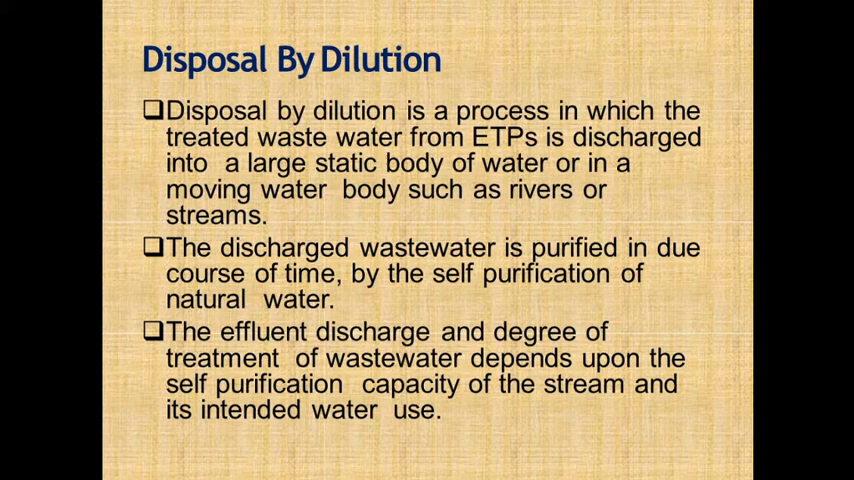 Disposal By Dilution
❑Disposal by dilution is a process in which the
treated waste water from ETPs is discharged
into a large static body of water or in a
moving water body such as rivers or
streams.
❑The discharged wastewater is purified in due
course of time, by the self purification of
natural water.
❑The effluent discharge and degree of
treatment of wastewater depends upon the
self purification capacity of the stream and
its intended water use.